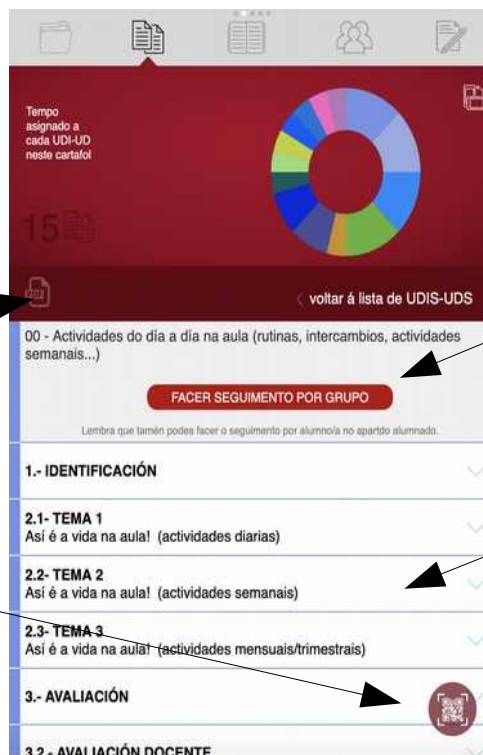 Tempo
asignado a
cada UDI-UD
neste cartafol
15
PDF
voltar á lista de UDIS-UDS
00 - Actividades do día a día na aula (rutinas, intercambios, actividades
semanais...)
FACER SEGUIMENTO POR GRUPO
Lembra que tamén podes facer o seguimento por alumno/a no apartdo alumnado.
1.- IDENTIFICACIÓN
2.1- TEMA 1
Así é a vida na aula! (actividades diarias)
2.2- TEMA 2
Así é a vida na aula! (actividades semanais)
2.3- TEMA 3
Así é a vida na aula! (actividades mensuais/trimestrais)
3.- AVALIACIÓN
3.2.- AVALIACIÓN DOCENTE